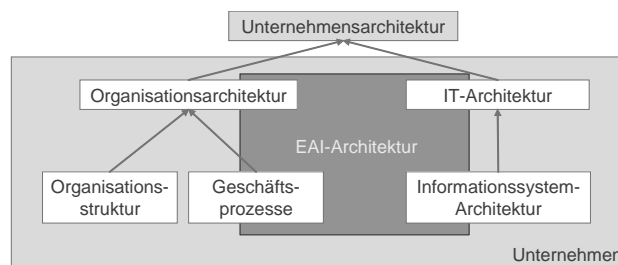 Unternehmensarchitektur
Organisationsarchitektur
IT-Architektur
EAI-Architektur
Organisations-
struktur
Geschäfts-
prozesse
Informationssystem-
Architektur
Unternehmen